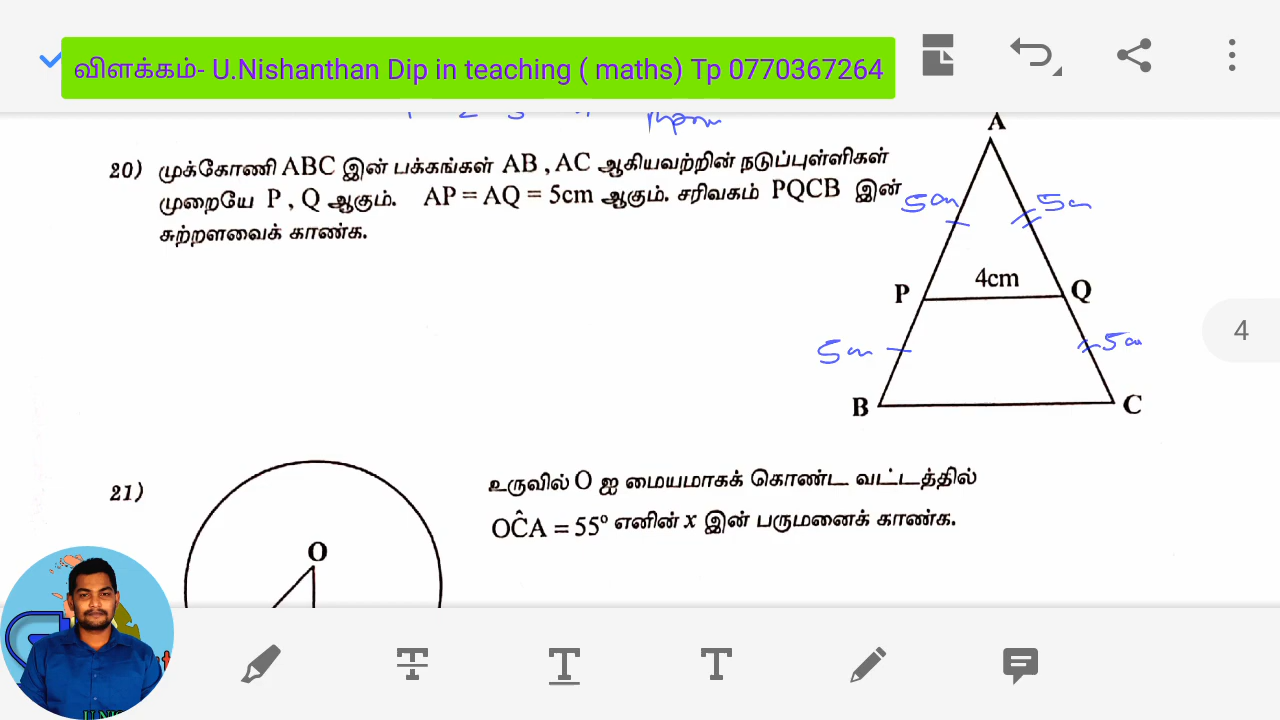 விளக்கம்- U.Nishanthan Dip in teaching ( maths) Tp 0770367264
A
20) முக்கோணி ABC இன் பக்கங்கள் AB , AC ஆகியவற்றின் நடுப்புள்ளிகள்
முறையே P , Q ஆகும். AP = AQ = 5cm ஆகும். சரிவகம் PQCB இன்
சுற்றளவைக் காண்க.
5cm 5cm
P 4cm Q
5cm 5cm
B C
4
21) உருவில் O ஐ மையமாகக் கொண்ட வட்டத்தில்
OĈA = 55º எனின் x இன் பருமனைக் காண்க.
O
T T T